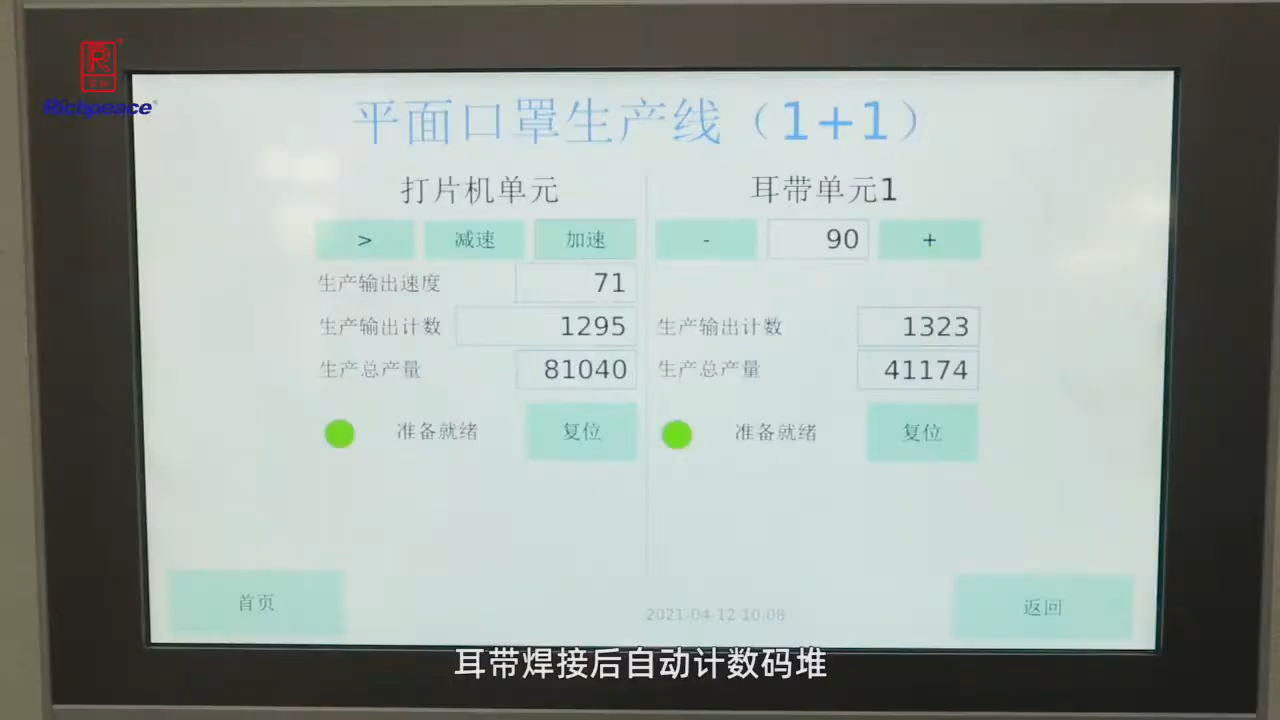 Richpeace
平面口罩生产线（1+1）
打片机单元
> 减速 加速
生产输出速度 71
生产输出计数 1295
生产总产量 81040
准备就绪 复位
耳带单元1
- 90 +
生产输出计数 1323
生产总产量 41174
准备就绪 复位
首页
2021-04-12 10:08
返回
耳带焊接后自动计数码堆